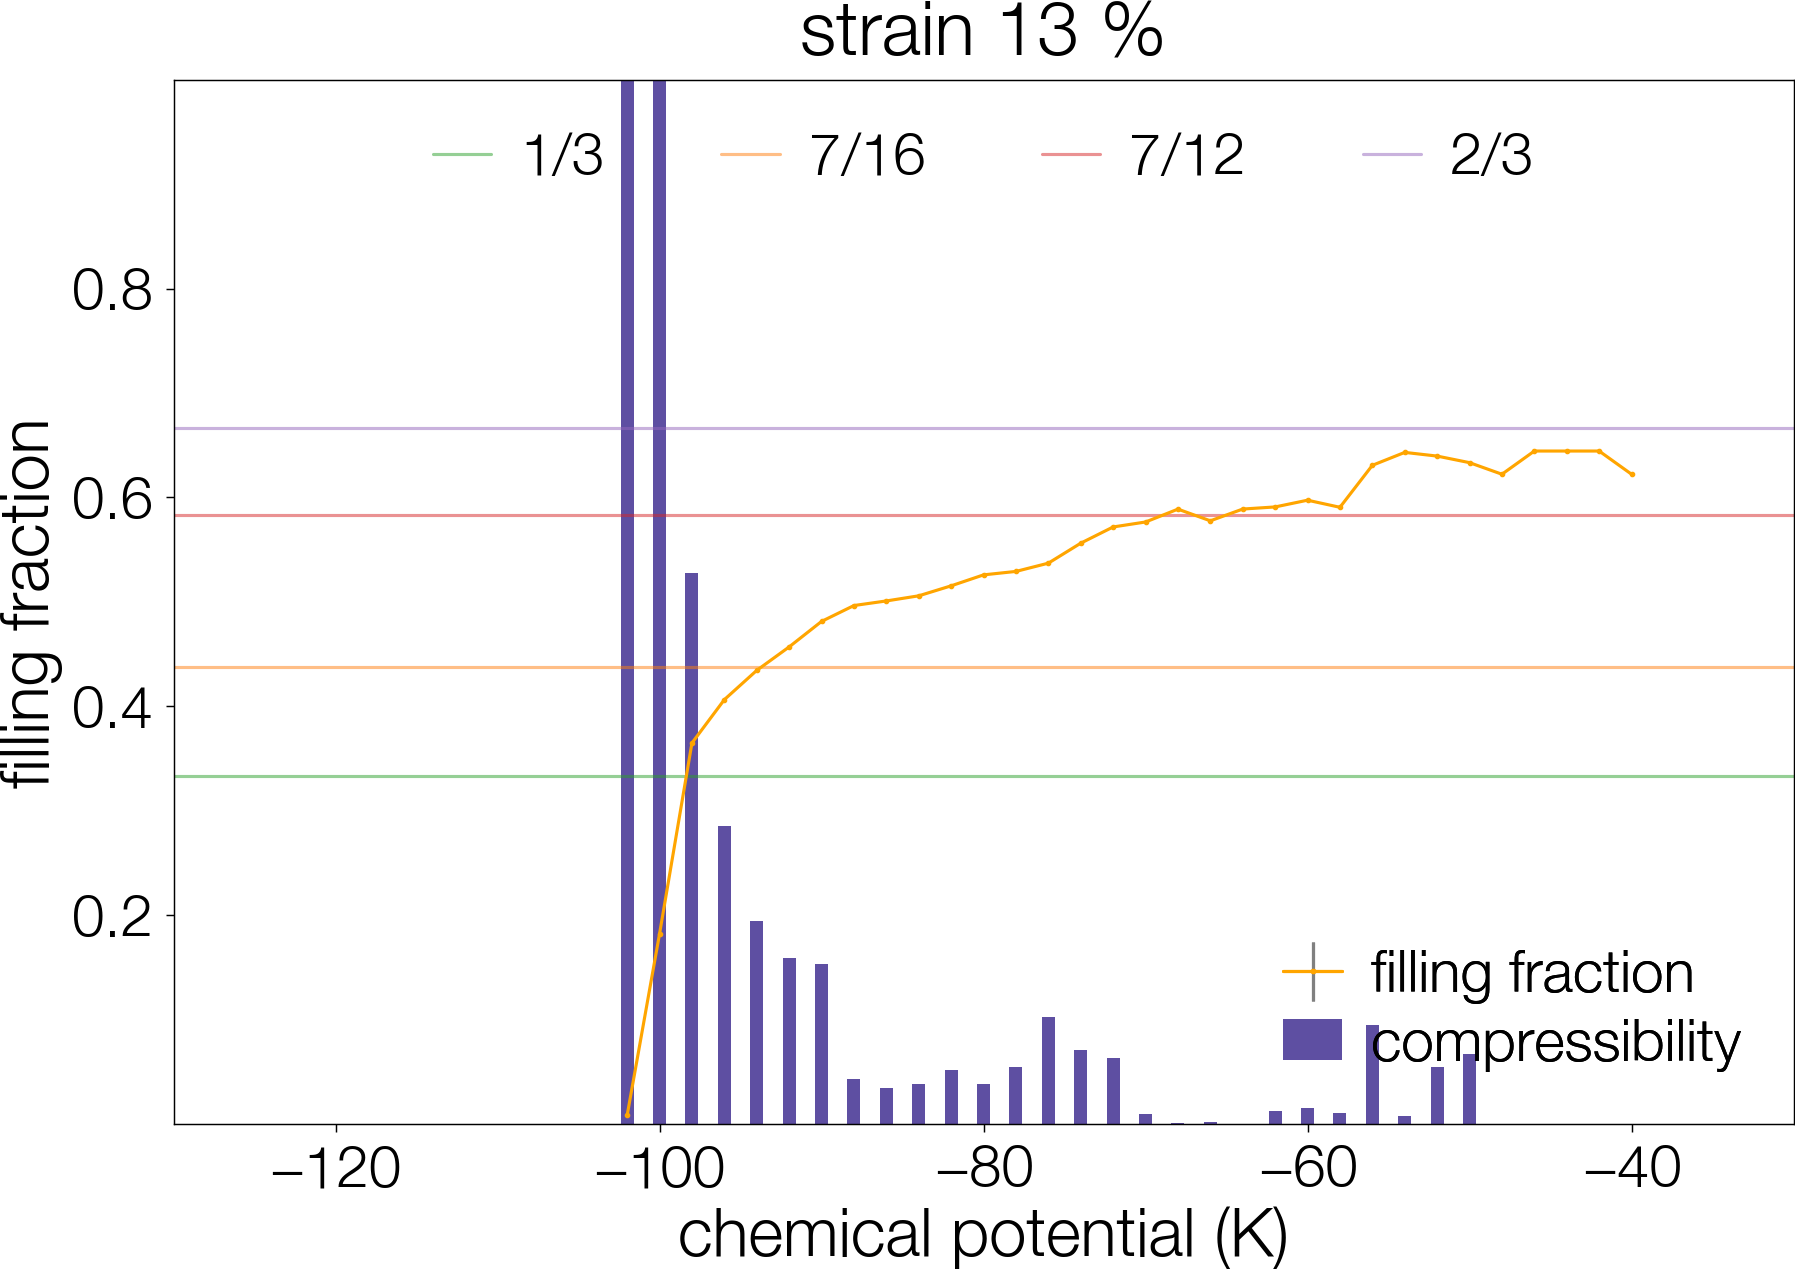 strain 13 %
1/3 7/16 7/12 2/3
0.8
0.6
0.4
0.2
filling fraction
filling fraction
compressibility
−120 −100 −80 −60 −40
chemical potential (K)